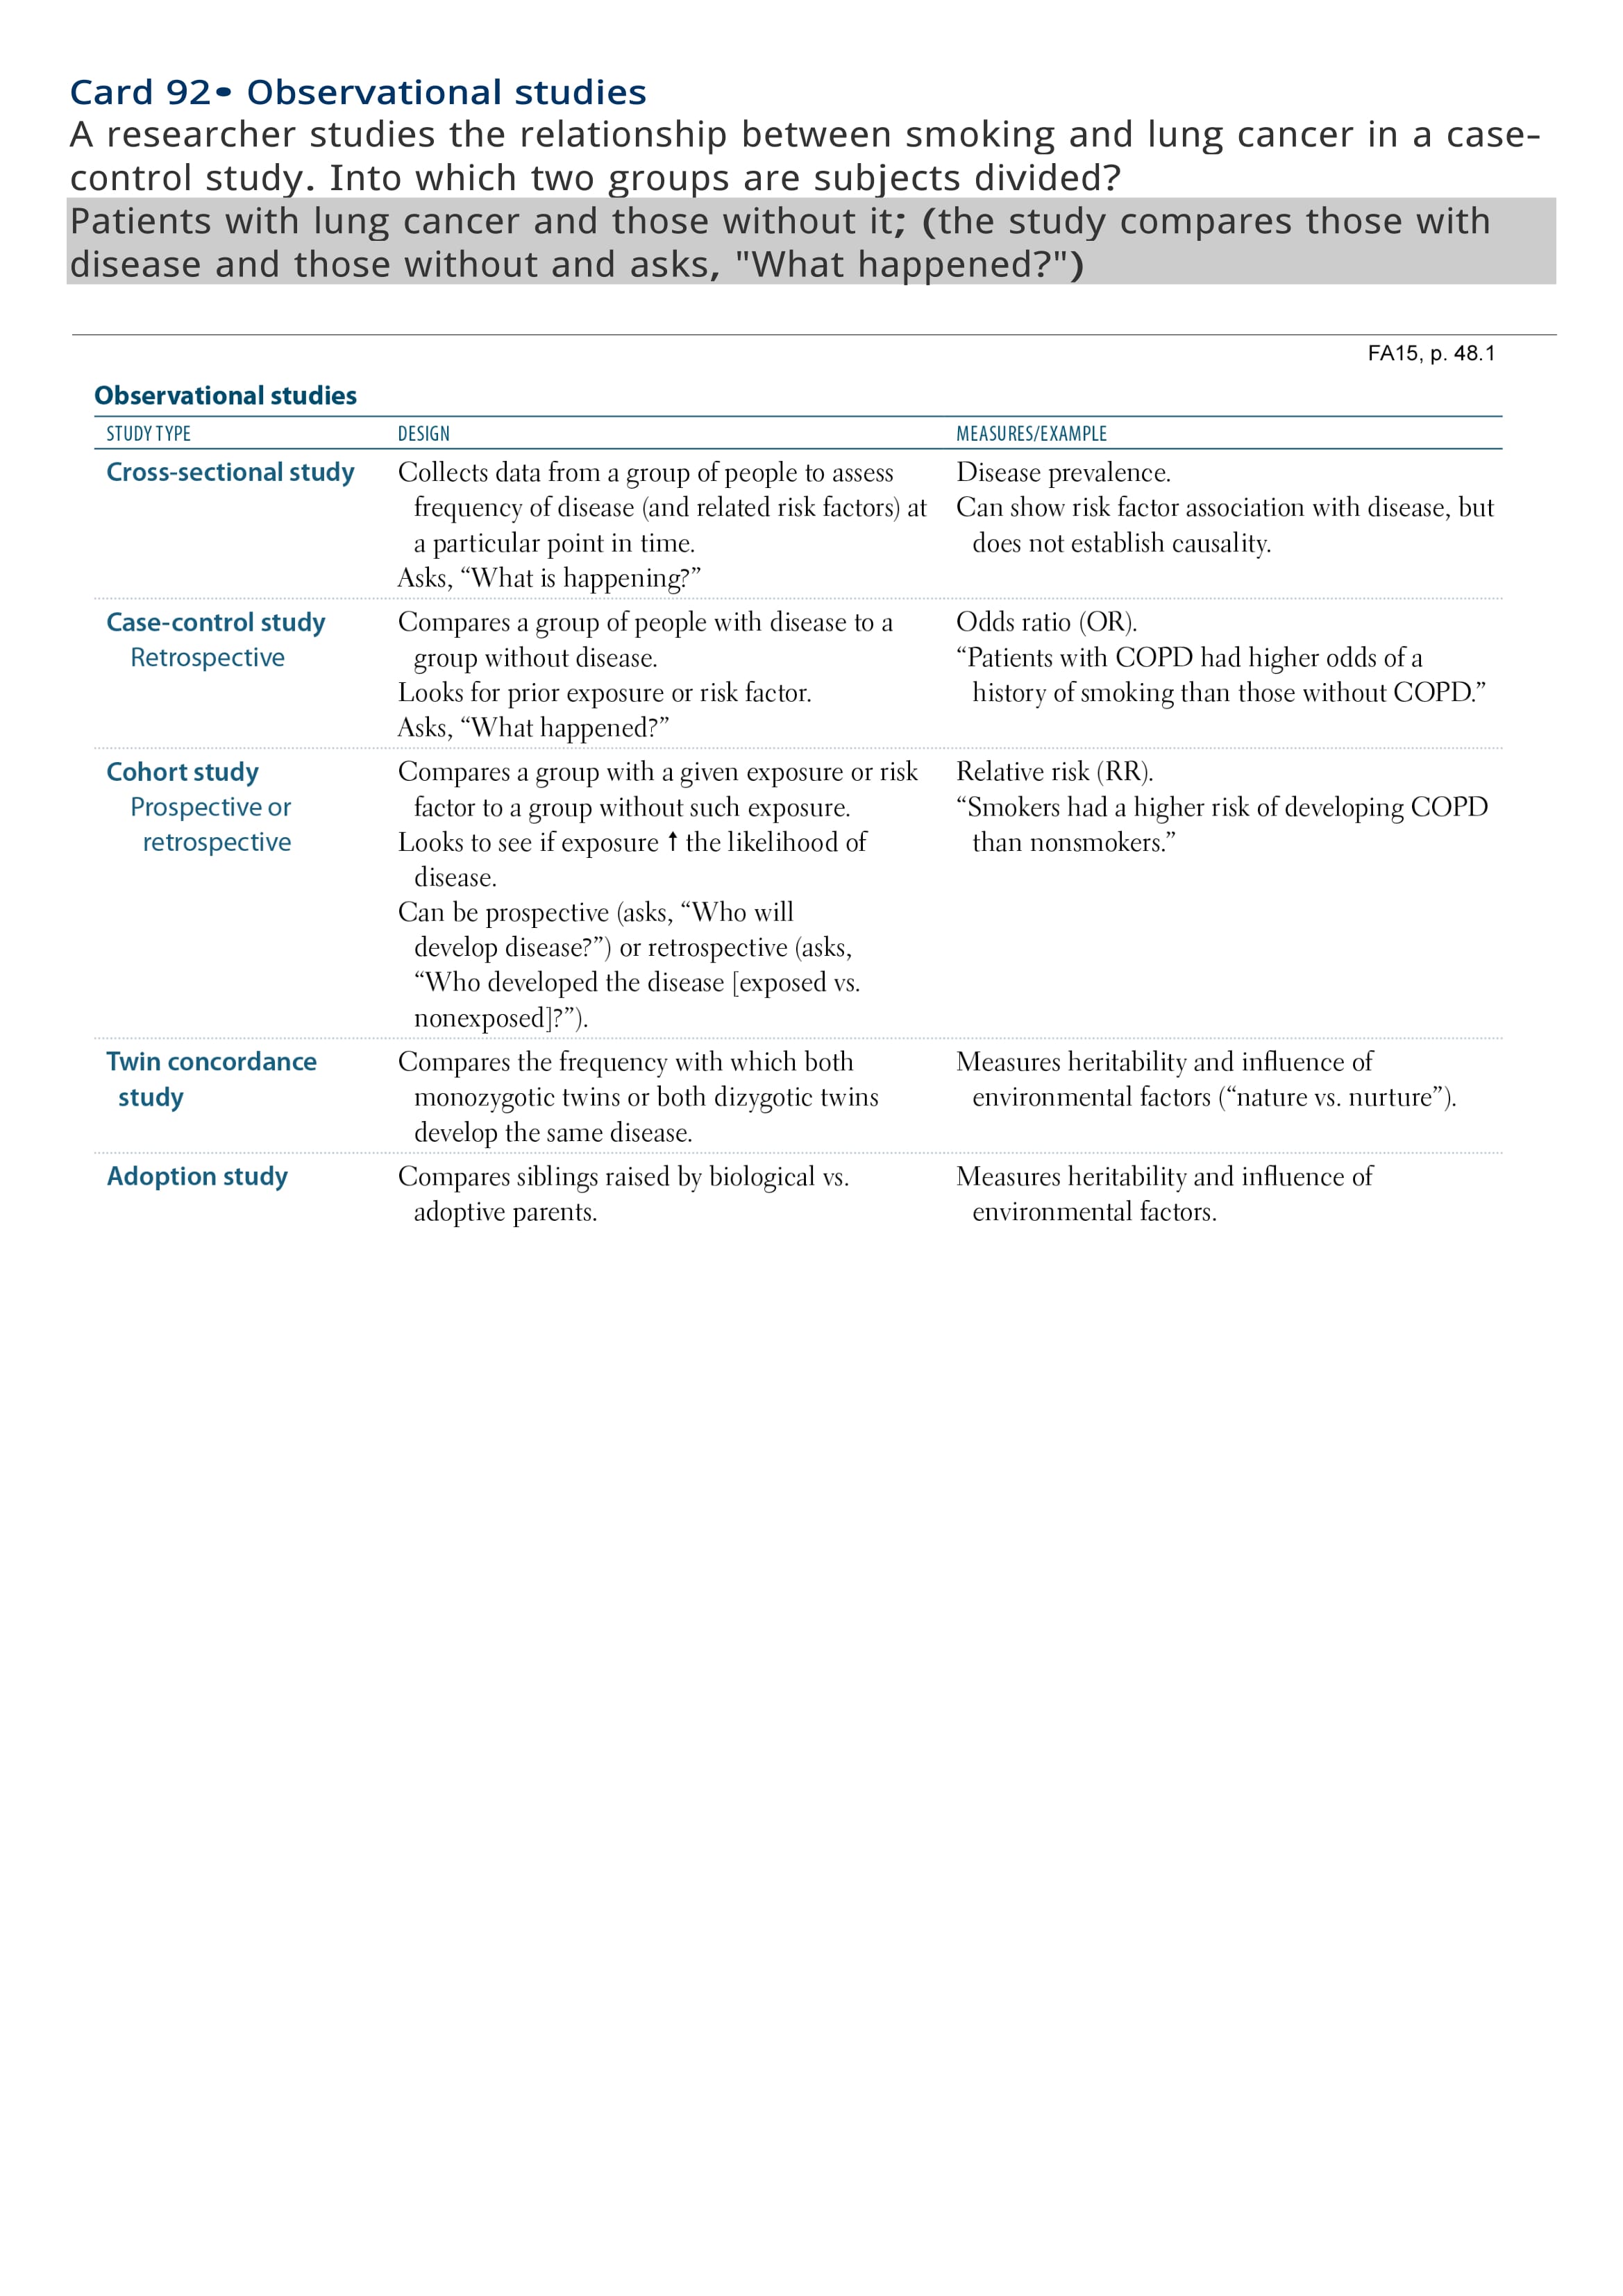 Card 92• Observational studies
A researcher studies the relationship between smoking and lung cancer in a case-
control study. Into which two groups are subjects divided?
Patients with lung cancer and those without it; (the study compares those with
disease and those without and asks, "What happened?")
FA15, p. 48.1
Observational studies
STUDY TYPE DESIGN MEASURES/EXAMPLE
Cross-sectional study Collects data from a group of people to assess Disease prevalence.
frequency of disease (and related risk factors) at Can show risk factor association with disease, but
a particular point in time. does not establish causality.
Asks, “What is happening?”
Case-control study Compares a group of people with disease to a Odds ratio (OR).
Retrospective group without disease. “Patients with COPD had higher odds of a
Looks for prior exposure or risk factor. history of smoking than those without COPD.”
Asks, “What happened?”
Cohort study Compares a group with a given exposure or risk Relative risk (RR).
Prospective or factor to a group without such exposure. “Smokers had a higher risk of developing COPD
retrospective Looks to see if exposure ↑ the likelihood of than nonsmokers.”
disease.
Can be prospective (asks, “Who will
develop disease?”) or retrospective (asks,
“Who developed the disease [exposed vs.
nonexposed]?”).
Twin concordance Compares the frequency with which both Measures heritability and influence of
study monozygotic twins or both dizygotic twins environmental factors (“nature vs. nurture”).
develop the same disease.
Adoption study Compares siblings raised by biological vs. Measures heritability and influence of
adoptive parents. environmental factors.